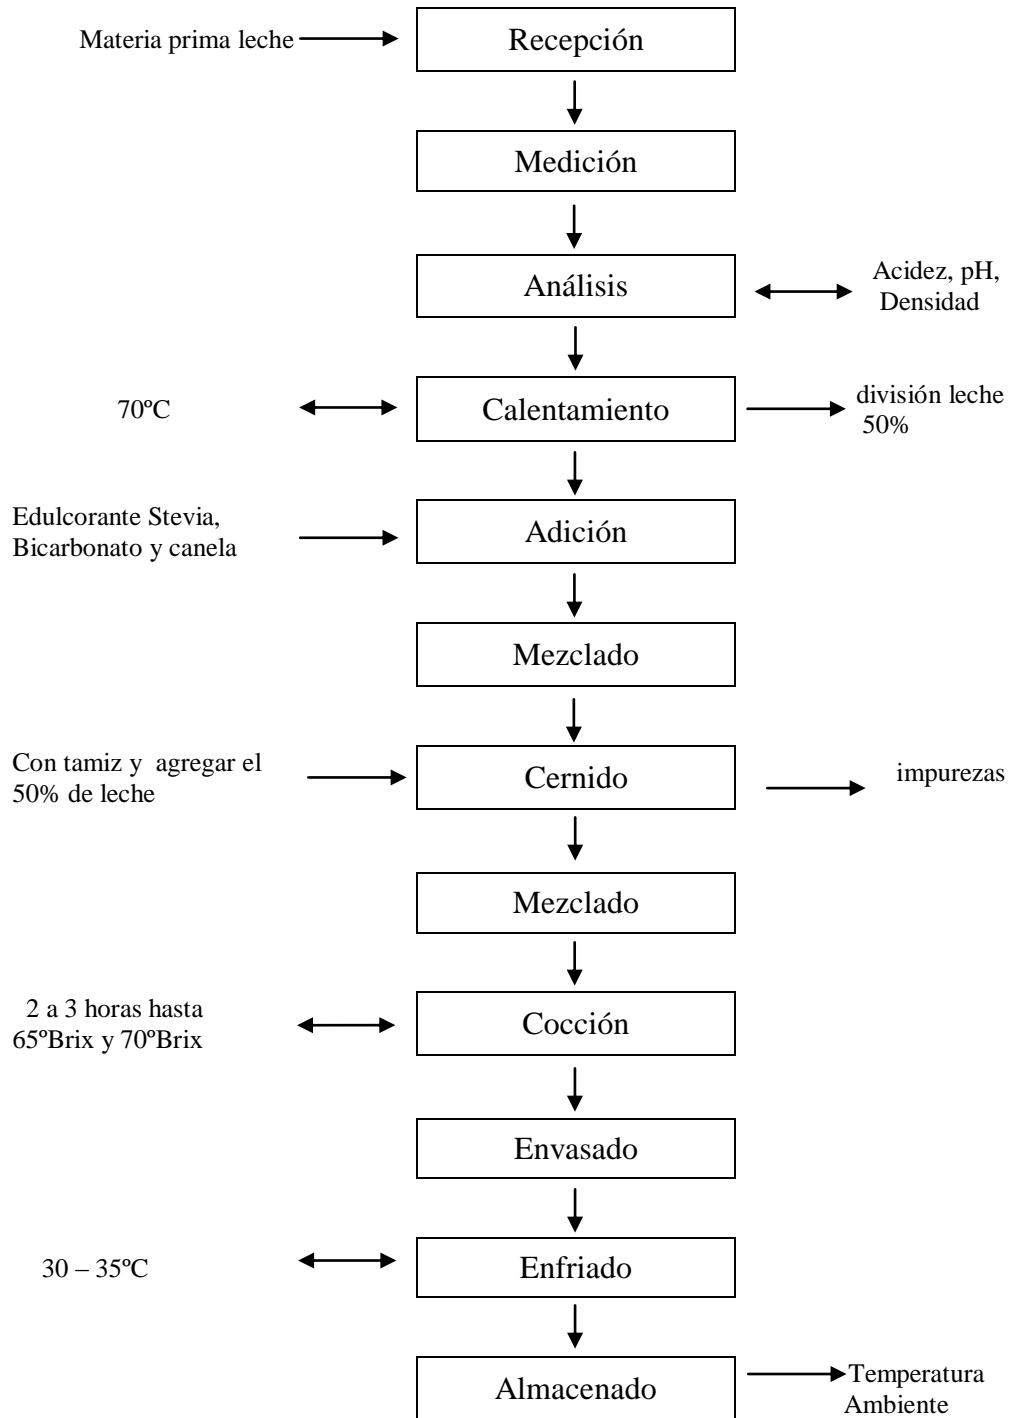 Materia prima leche
Recepción
Medición
Análisis
Acidez, pH,
Densidad
70ºC
Calentamiento
división leche
50%
Edulcorante Stevia,
Bicarbonato y canela
Adición
Mezclado
Con tamiz y  agregar el
50% de leche
Cernido
impurezas
Mezclado
2 a 3 horas hasta
65ºBrix y 70ºBrix
Cocción
Envasado
30 – 35ºC
Enfriado
Almacenado
Temperatura
Ambiente